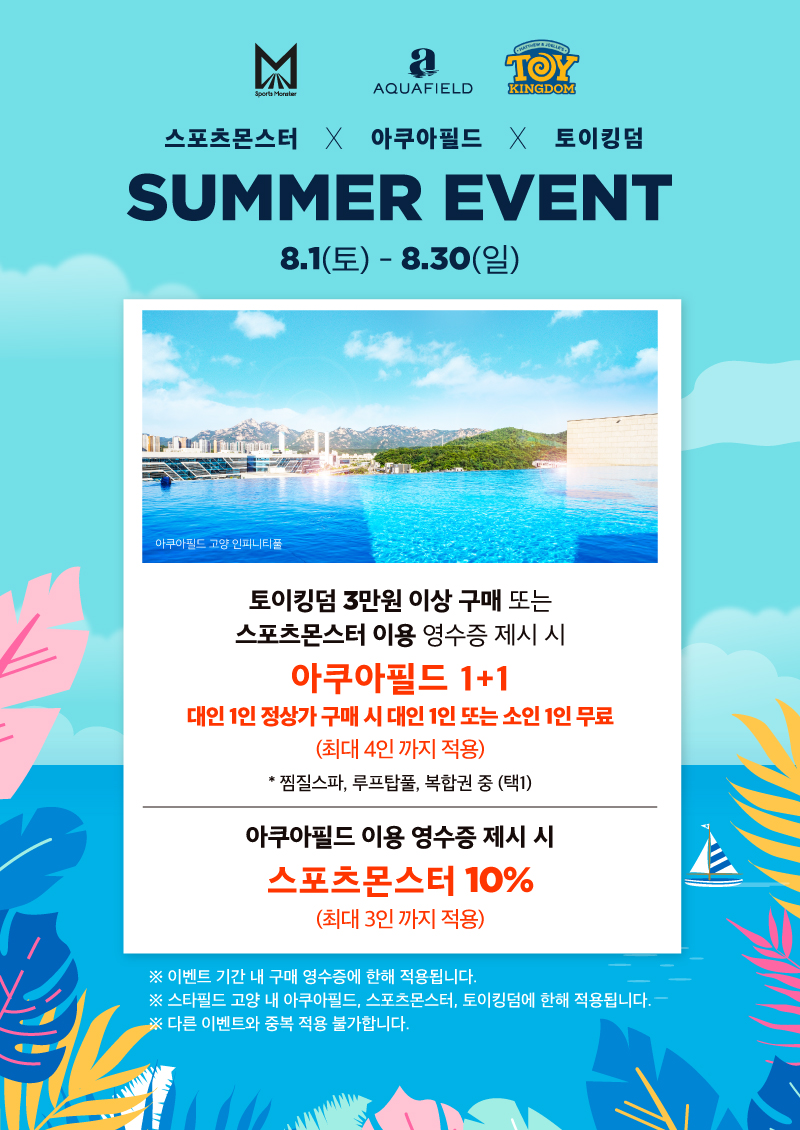 Sports Monster
a
AQUAFIELD
MATTHEW & JOELLE'S
TOY
KINGDOM
스포츠몬스터 X 아쿠아필드 X 토이킹덤
SUMMER EVENT
8.1(토) - 8.30(일)
아쿠아필드 고양 인피니티풀
토이킹덤 3만원 이상 구매 또는
스포츠몬스터 이용 영수증 제시 시
아쿠아필드 1+1
대인 1인 정상가 구매 시 대인 1인 또는 소인 1인 무료
(최대 4인 까지 적용)
* 찜질스파, 루프탑풀, 복합권 중 (택1)
아쿠아필드 이용 영수증 제시 시
스포츠몬스터 10%
(최대 3인 까지 적용)
※ 이벤트 기간 내 구매 영수증에 한해 적용됩니다.
※ 스타필드 고양 내 아쿠아필드, 스포츠몬스터, 토이킹덤에 한해 적용됩니다.
※ 다른 이벤트와 중복 적용 불가합니다.